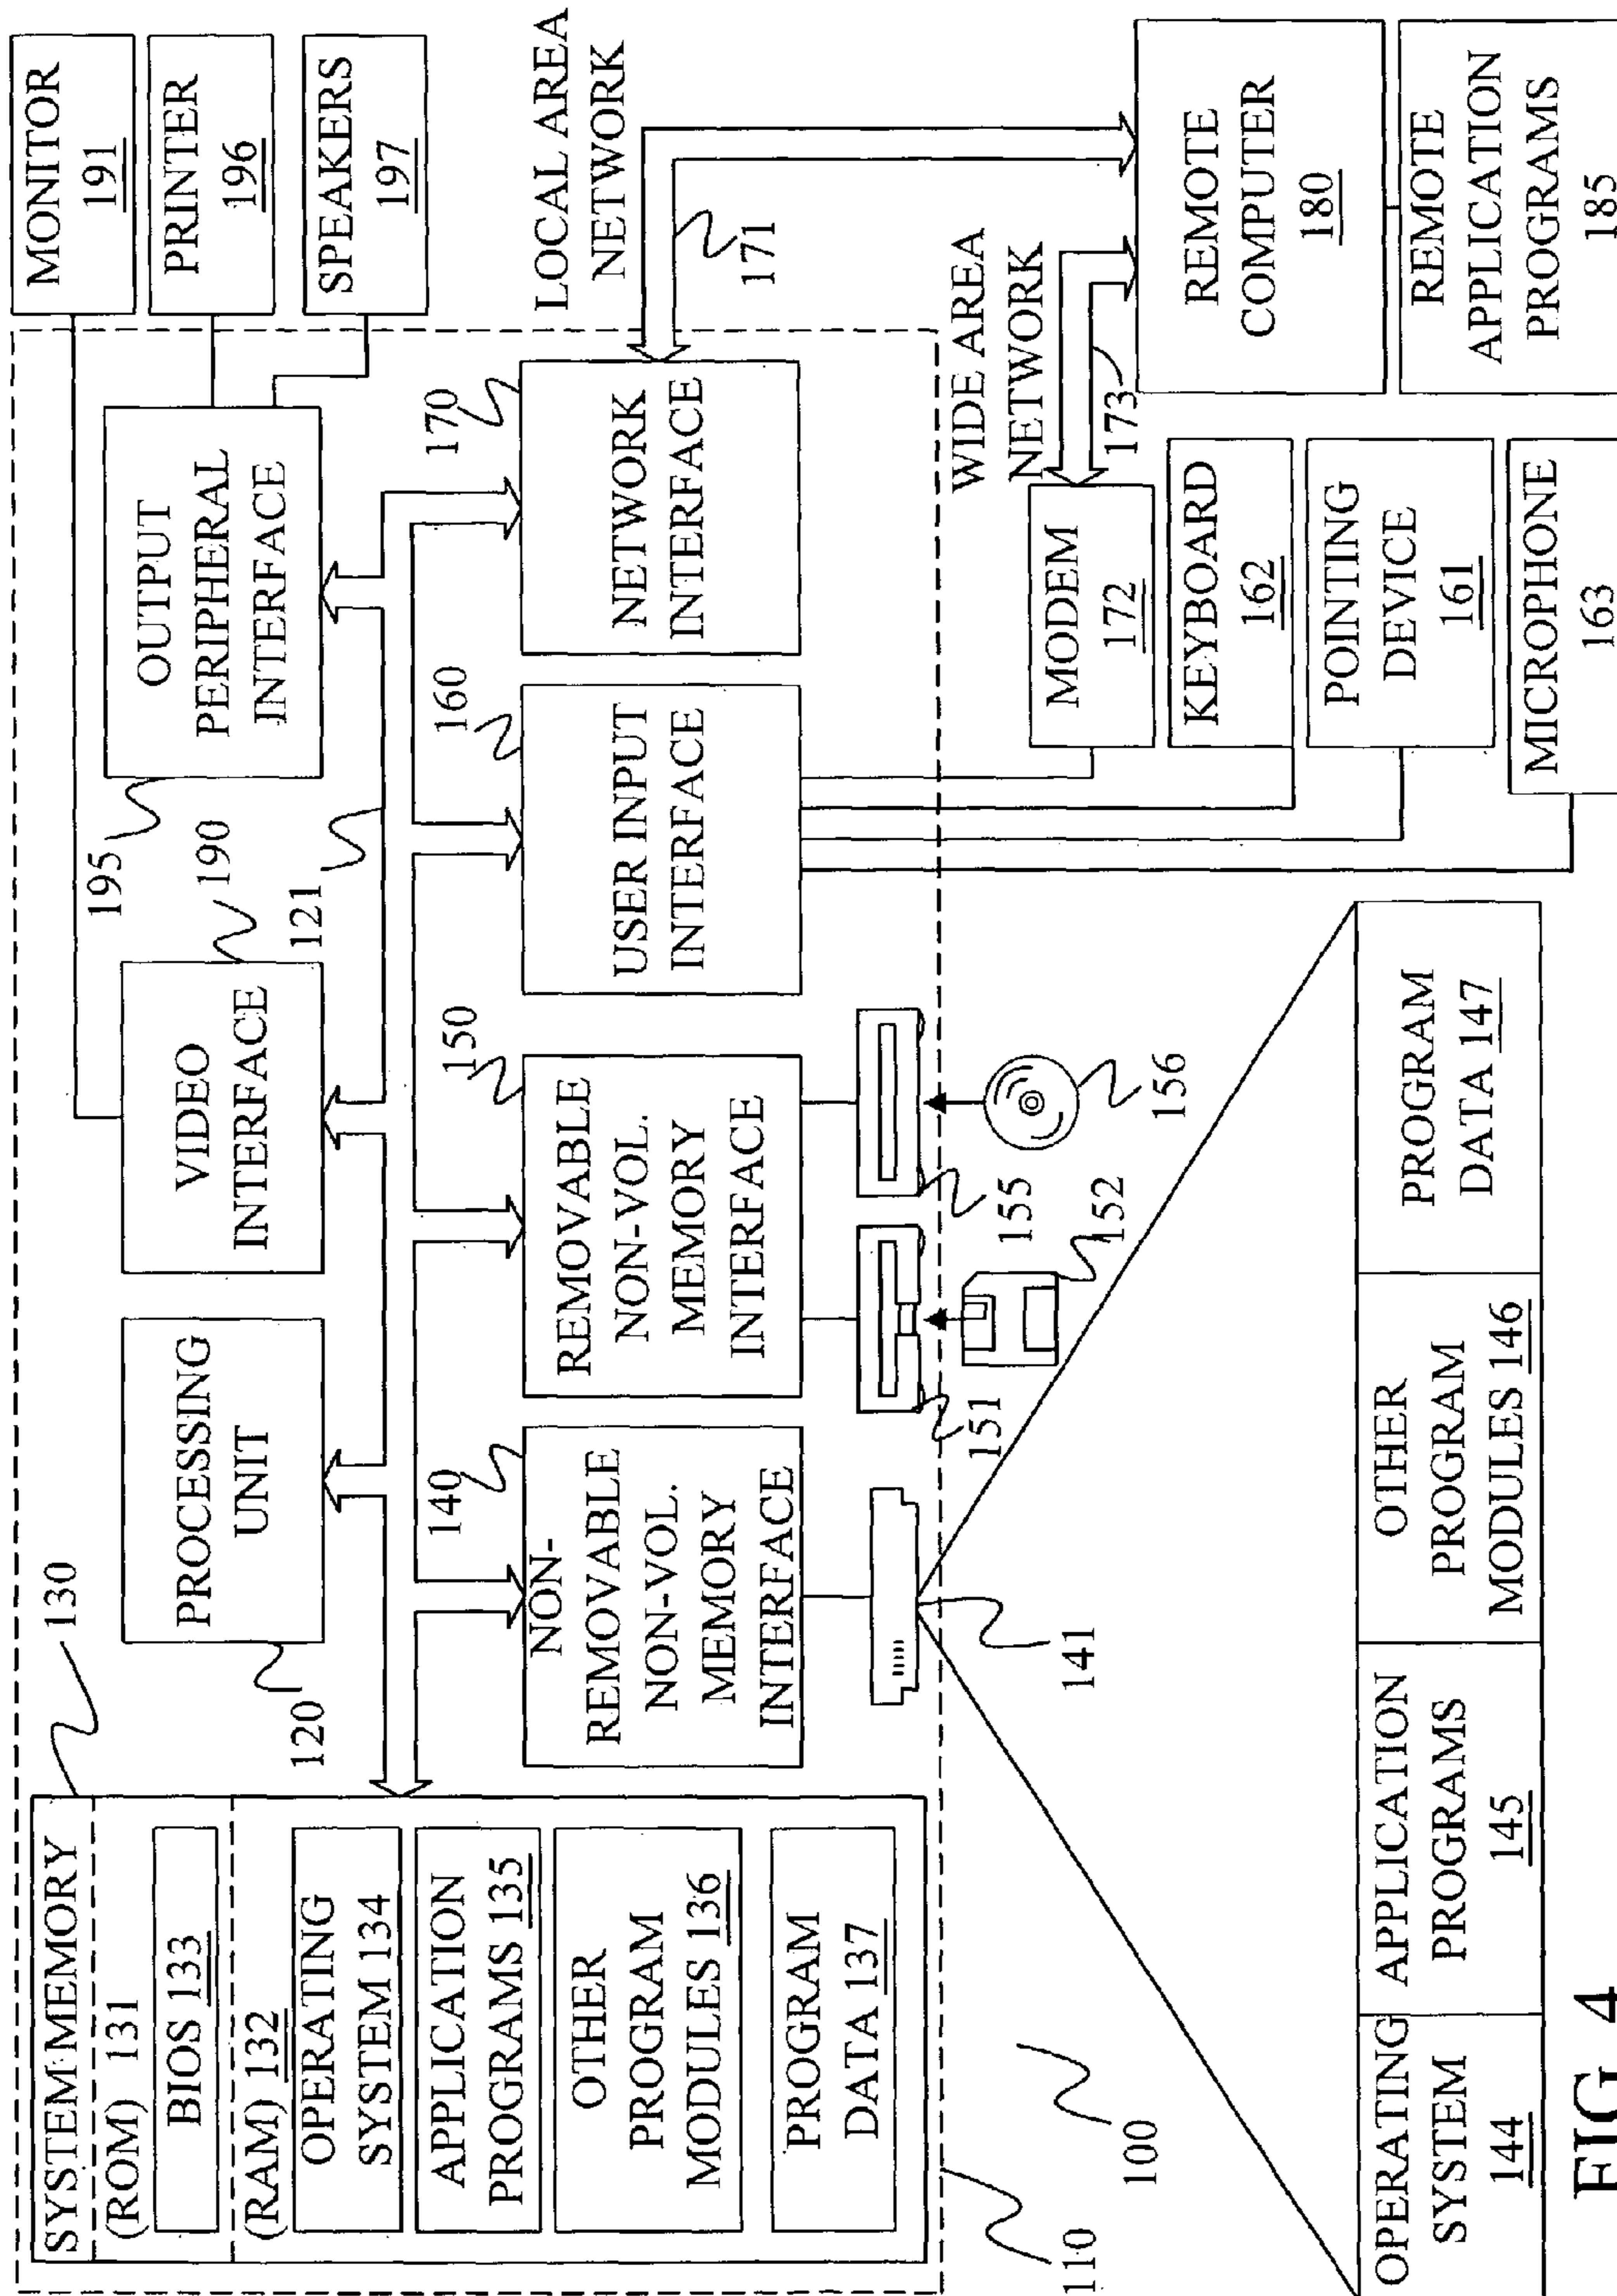 SYSTEM MEMORY
(ROM) 131
BIOS 133
(RAM) 132
OPERATING
SYSTEM 134
APPLICATION
PROGRAMS 135
OTHER
PROGRAM
MODULES 136
PROGRAM
DATA 137
130
120
PROCESSING
UNIT
VIDEO
INTERFACE
190
121
195
OUTPUT
PERIPHERAL
INTERFACE
MONITOR
191
PRINTER
196
SPEAKERS
197
140
NON-
REMOVABLE
NON-VOL.
MEMORY
INTERFACE
150
REMOVABLE
NON-VOL.
MEMORY
INTERFACE
160
USER INPUT
INTERFACE
170
NETWORK
INTERFACE
LOCAL AREA
NETWORK
171
110
100
141
151
152
155
156
WIDE AREA
NETWORK
173
MODEM
172
KEYBOARD
162
POINTING
DEVICE
161
MICROPHONE
163
REMOTE
COMPUTER
180
REMOTE
APPLICATION
PROGRAMS
185
OPERATING
SYSTEM
144
APPLICATION
PROGRAMS
145
OTHER
PROGRAM
MODULES 146
PROGRAM
DATA 147
FIG. 4